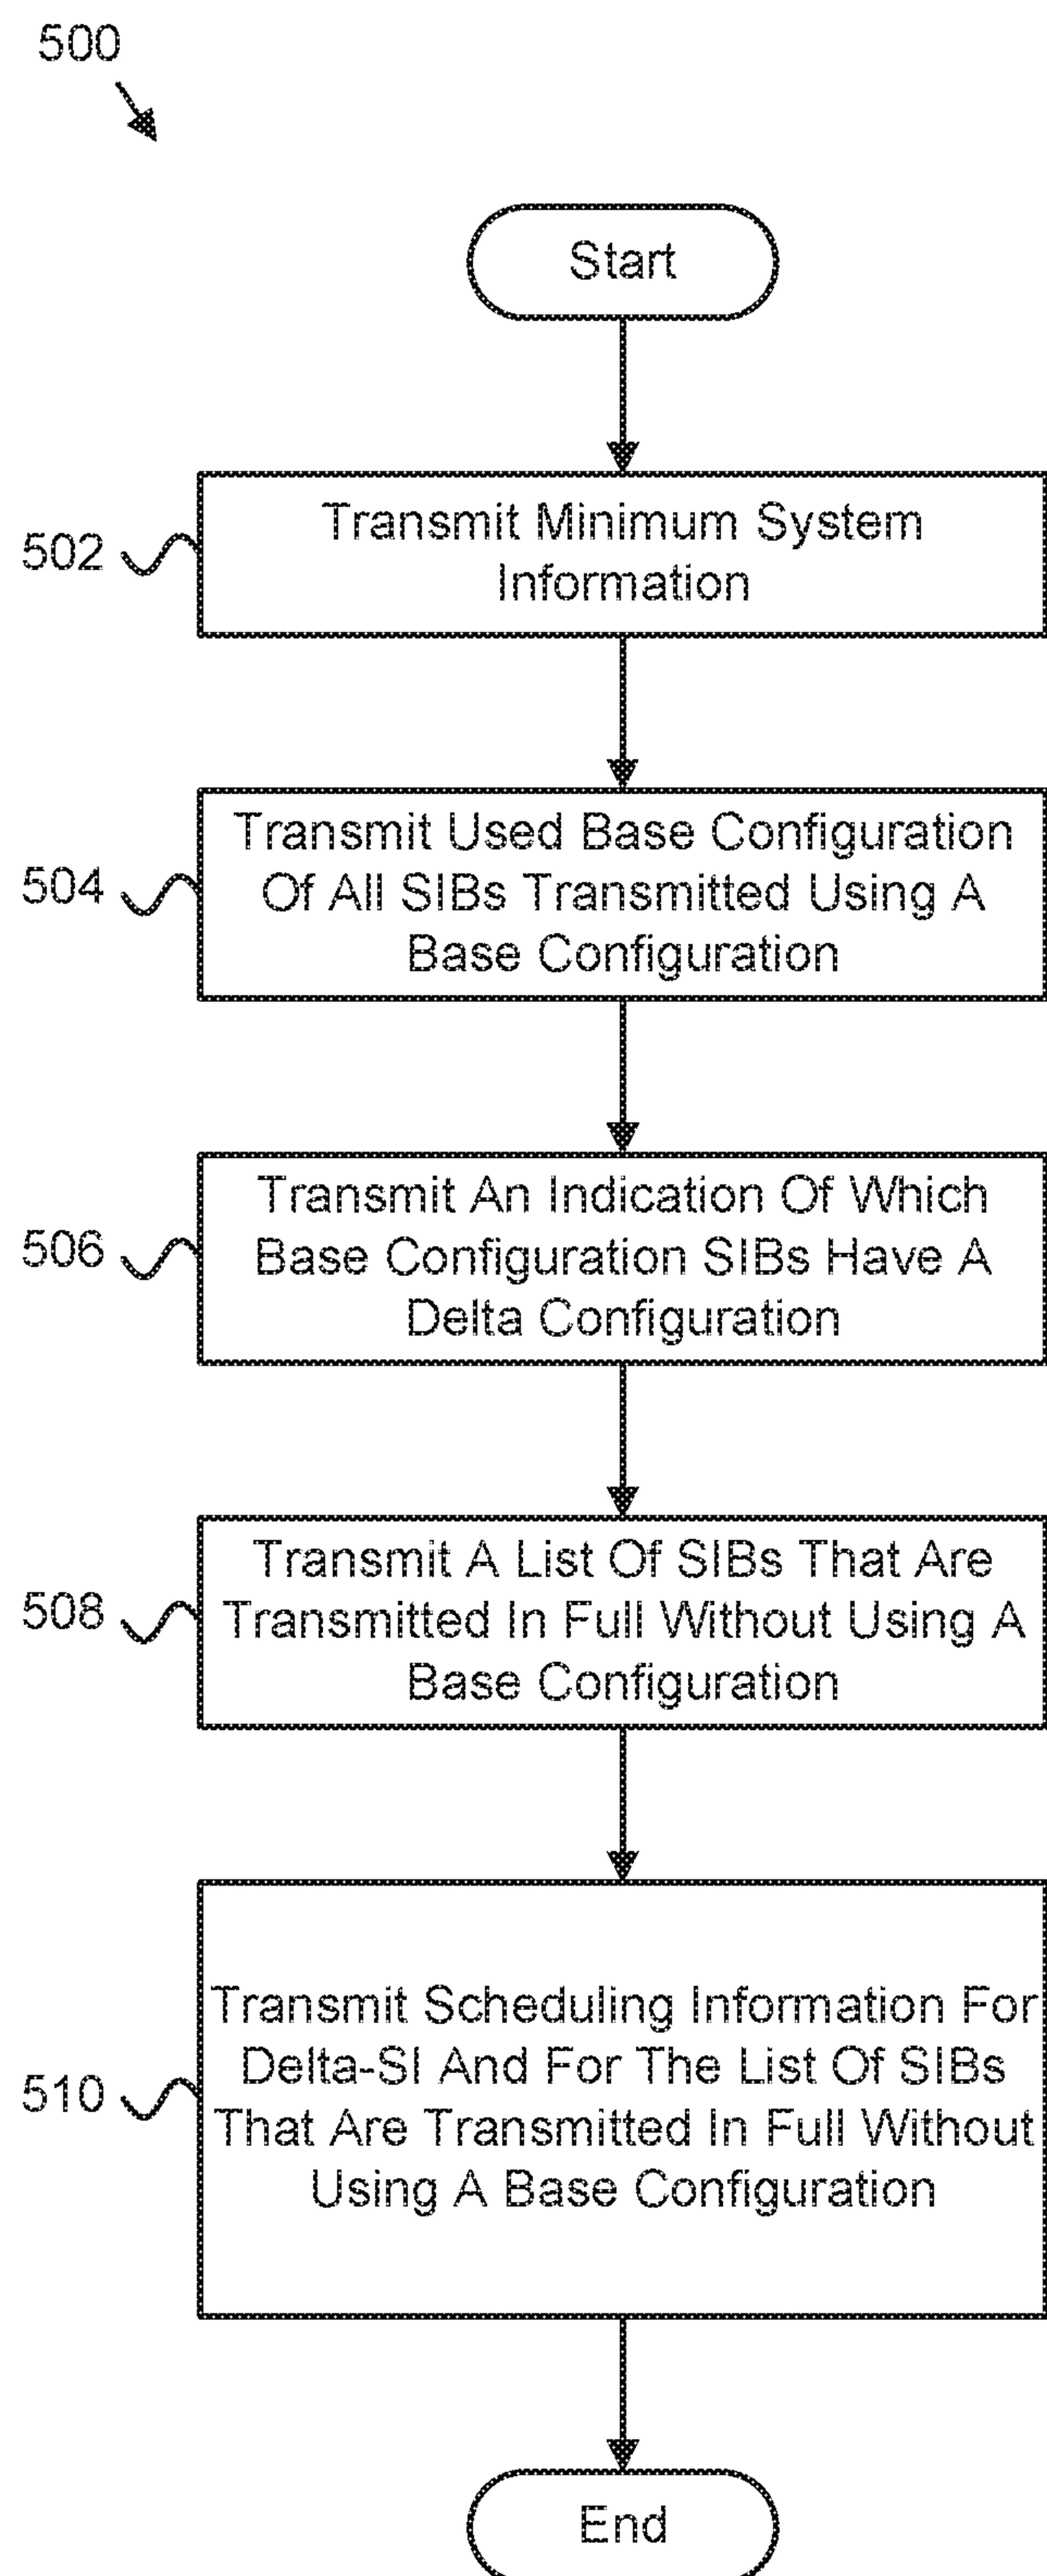 500
Start
502
Transmit Minimum System
Information
504
Transmit Used Base Configuration
Of All SIBs Transmitted Using A
Base Configuration
506
Transmit An Indication Of Which
Base Configuration SIBs Have A
Delta Configuration
508
Transmit A List Of SIBs That Are
Transmitted In Full Without Using A
Base Configuration
510
Transmit Scheduling Information For
Delta-SI And For The List Of SIBs
That Are Transmitted In Full Without
Using A Base Configuration
End